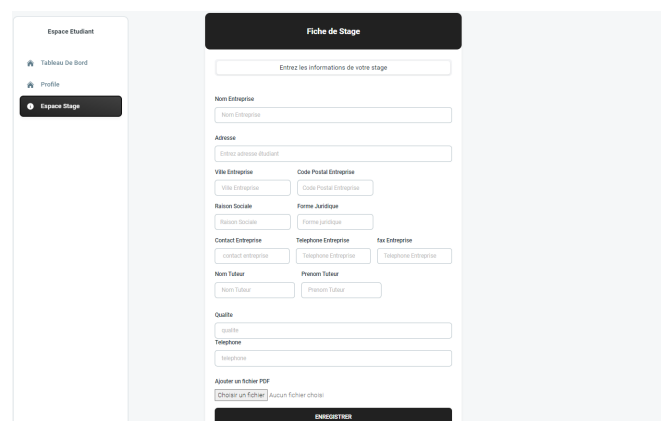 Espace Etudiant
Tableau De Bord
Profile
Espace Stage
Fiche de Stage
Entrez les informations de votre stage
Nom Entreprise
Nom Entreprise
Adresse
Entrez adresse étudiant
Ville Entreprise Code Postal Entreprise
Ville Entreprise Code Postal Entreprise
Raison Sociale Forme Juridique
Raison Sociale Forme juridique
Contact Entreprise Telephone Entreprise fax Entreprise
contact entreprise Telephone Entreprise Telephone Entreprise
Nom Tuteur Prenom Tuteur
Nom Tuteur Prenom Tuteur
Qualite
qualite
Telephone
telephone
Ajouter un fichier PDF
Choisir un fichier Aucun fichier choisi
ENREGISTRER